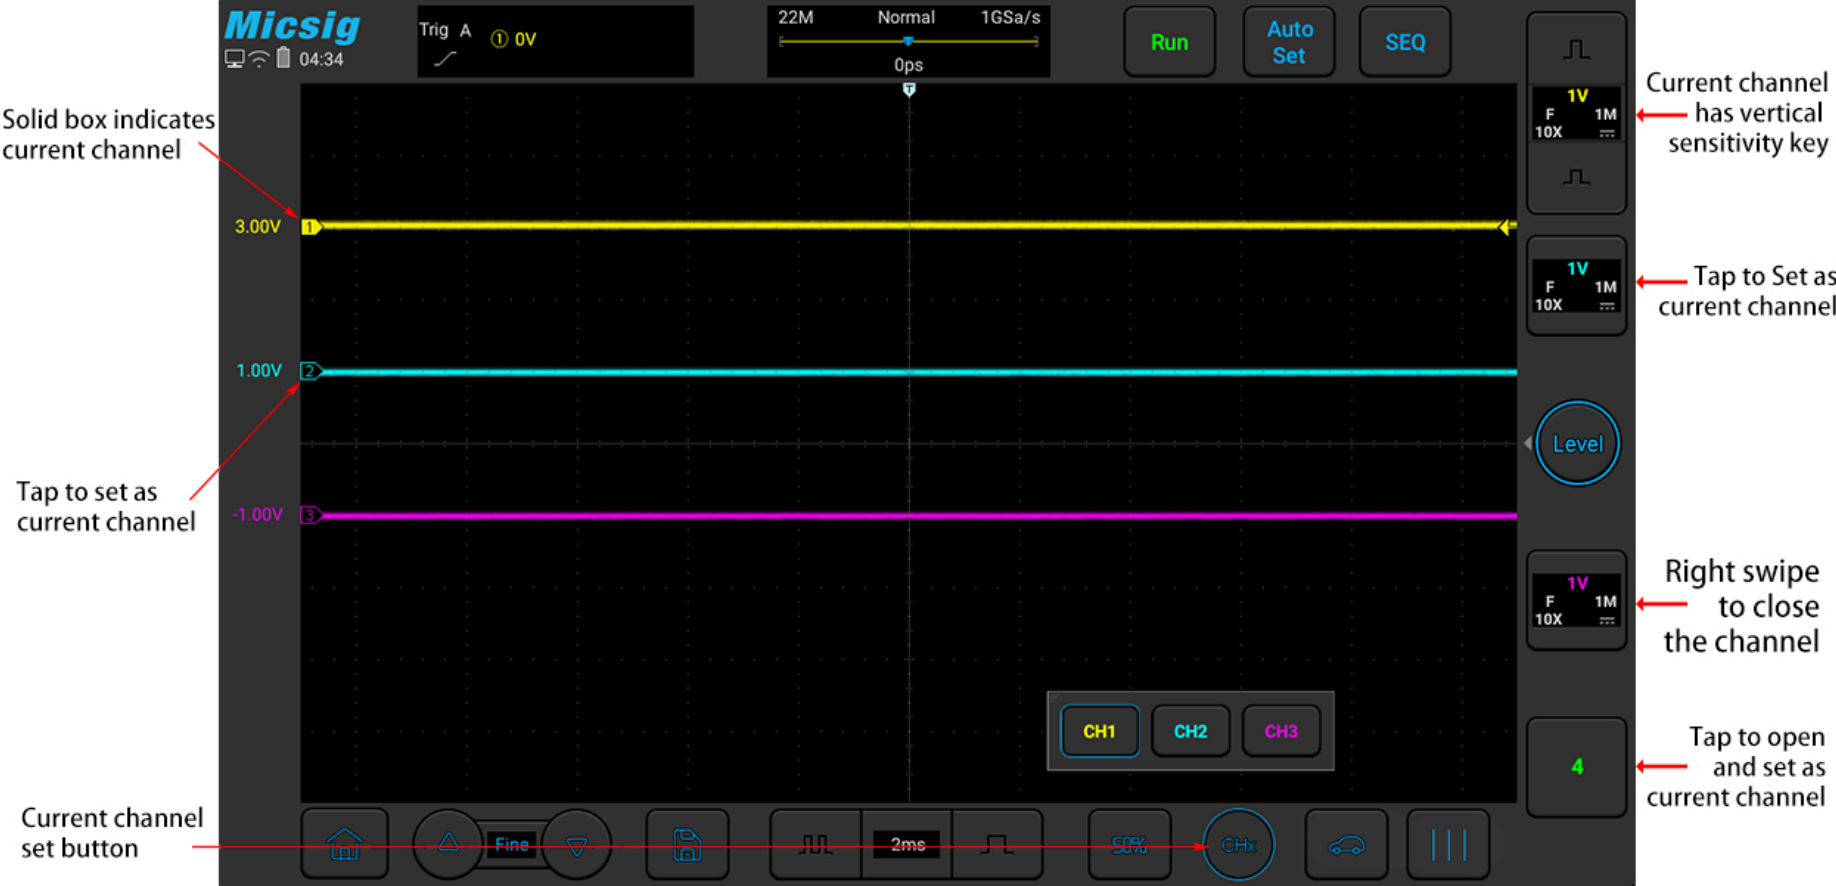 Micsig
04:34
Trig A
① 0V
22M Normal 1GSa/s
0ps
Run
Auto
Set
SEQ
T
Solid box indicates
current channel
3.00V
1
1.00V
2
Tap to set as
current channel
-1.00V
3
Current channel
set button
1V
F 1M
10X
Current channel
has vertical
sensitivity key
1V
F 1M
10X
Tap to Set as
current channel
Level
1V
F 1M
10X
Right swipe
to close
the channel
CH1 CH2 CH3
4
Tap to open
and set as
current channel
Fine
2ms
50%
CHx